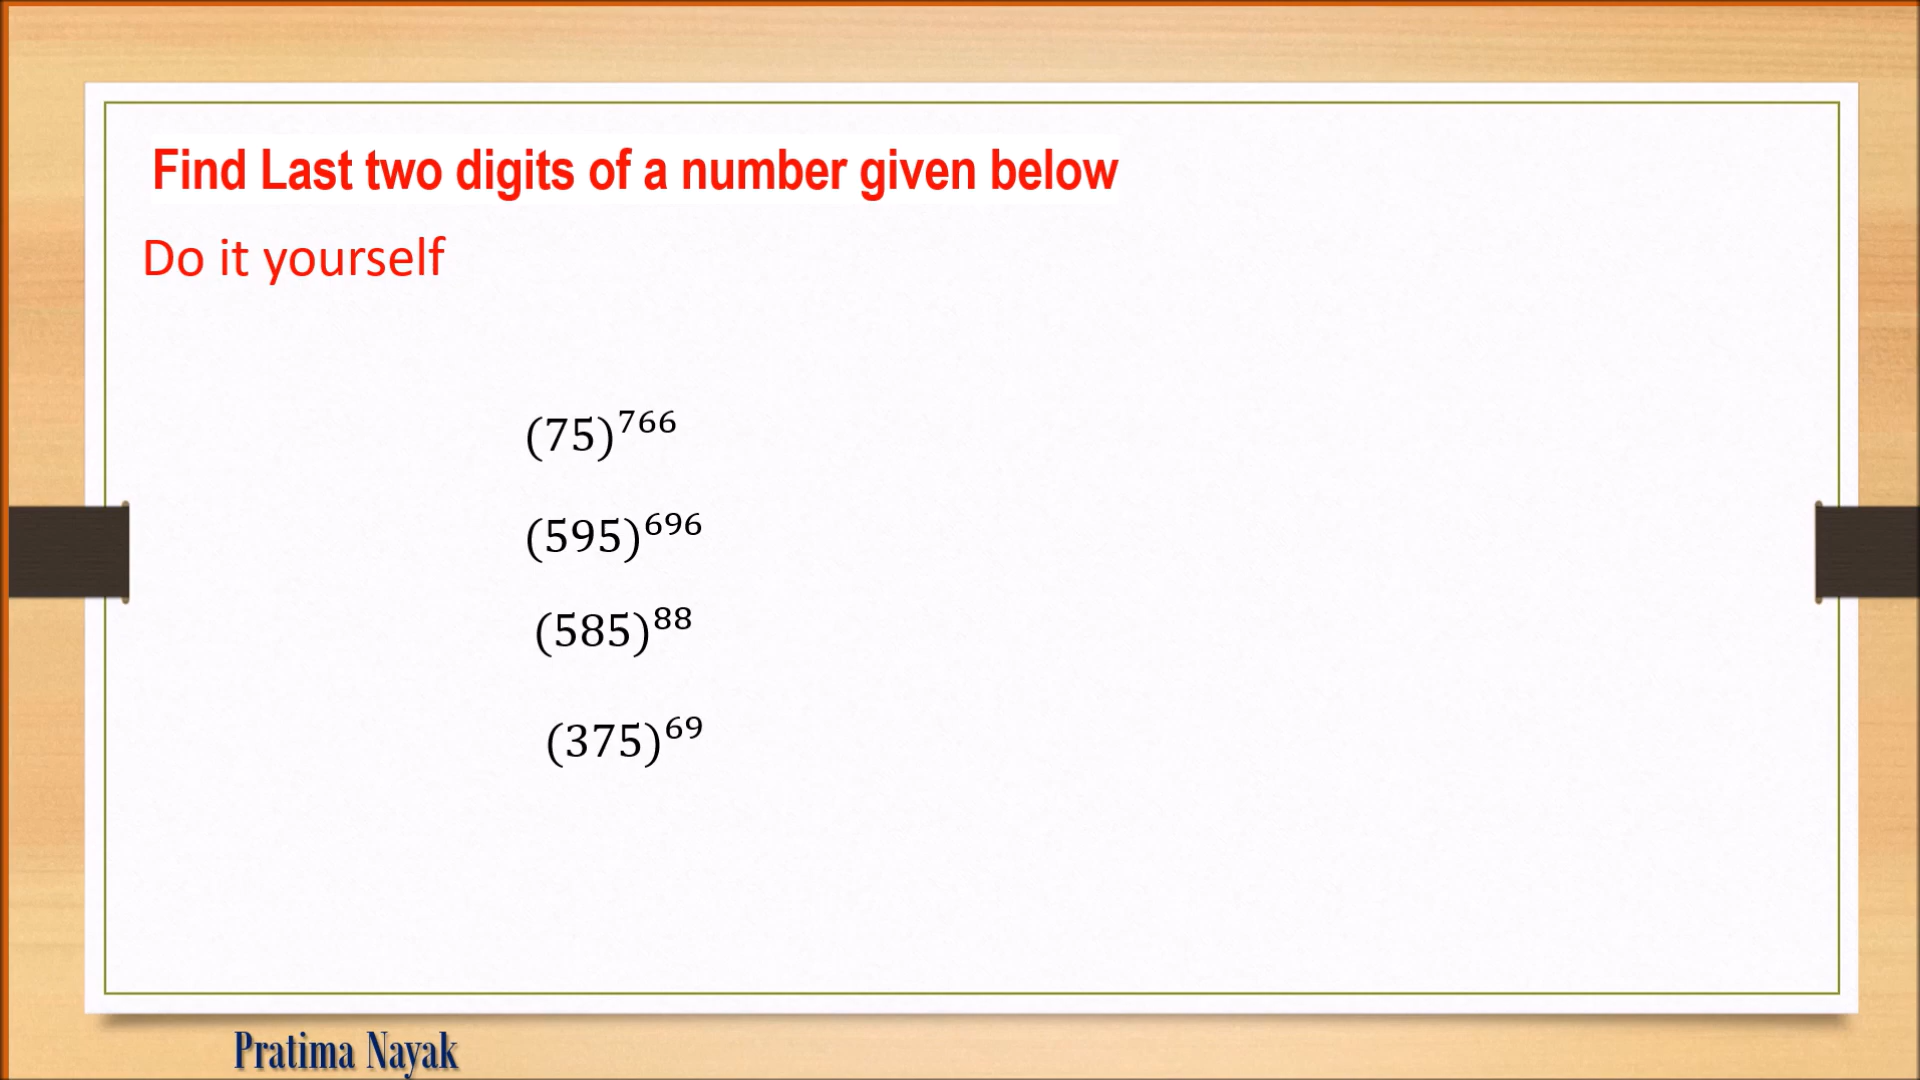 Find Last two digits of a number given below
Do it yourself
(75)^766
(595)^696
(585)^88
(375)^69
Pratima Nayak